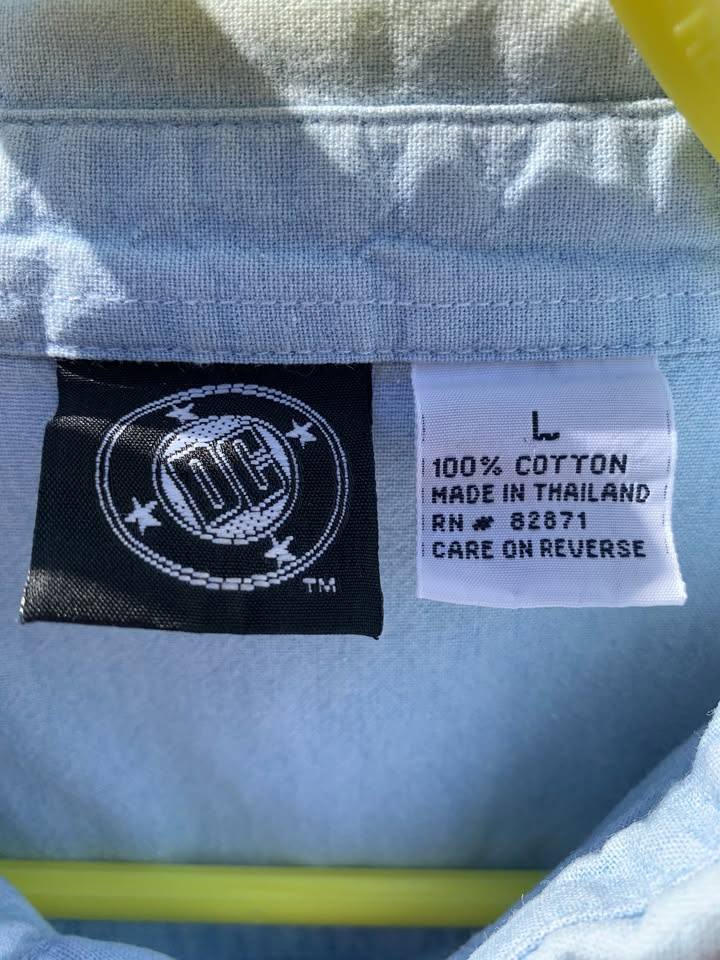 DC
TM
L
100% COTTON
MADE IN THAILAND
RN # 82871
CARE ON REVERSE